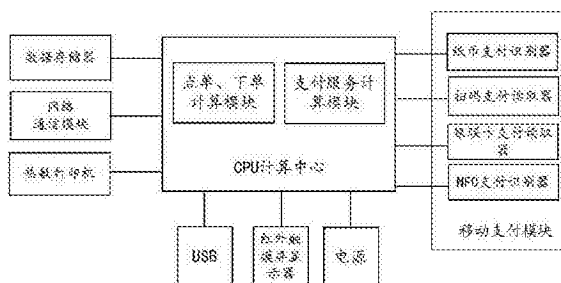 数据存储器
网络
通信模块
热敏打印机
点单、下单
计算模块
支付服务计
算模块
CPU计算中心
USB
红外触
摸屏显
示器
电源
纸币支付识别器
扫码支付读取器
银行卡支付读取
器
NFC支付识别器
移动支付模块